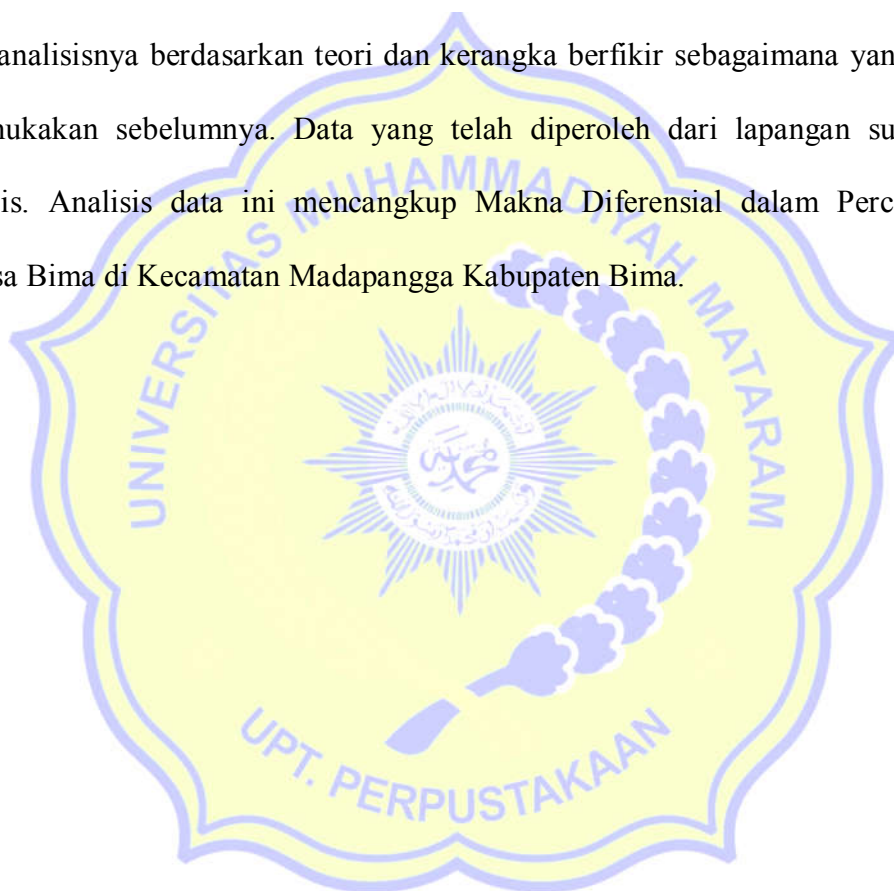 analisisnya berdasarkan teori dan kerangka berfikir sebagaimana yan
nukakan sebelumnya. Data yang telah diperoleh dari lapangan su
is. Analisis data ini mencangkup Makna Diferensial dalam Perc
sa Bima di Kecamatan Madapangga Kabupaten Bima.
UNIVERSITAS MUHAMMADIYAH MATARAM
UPT. PERPUSTAKAAN